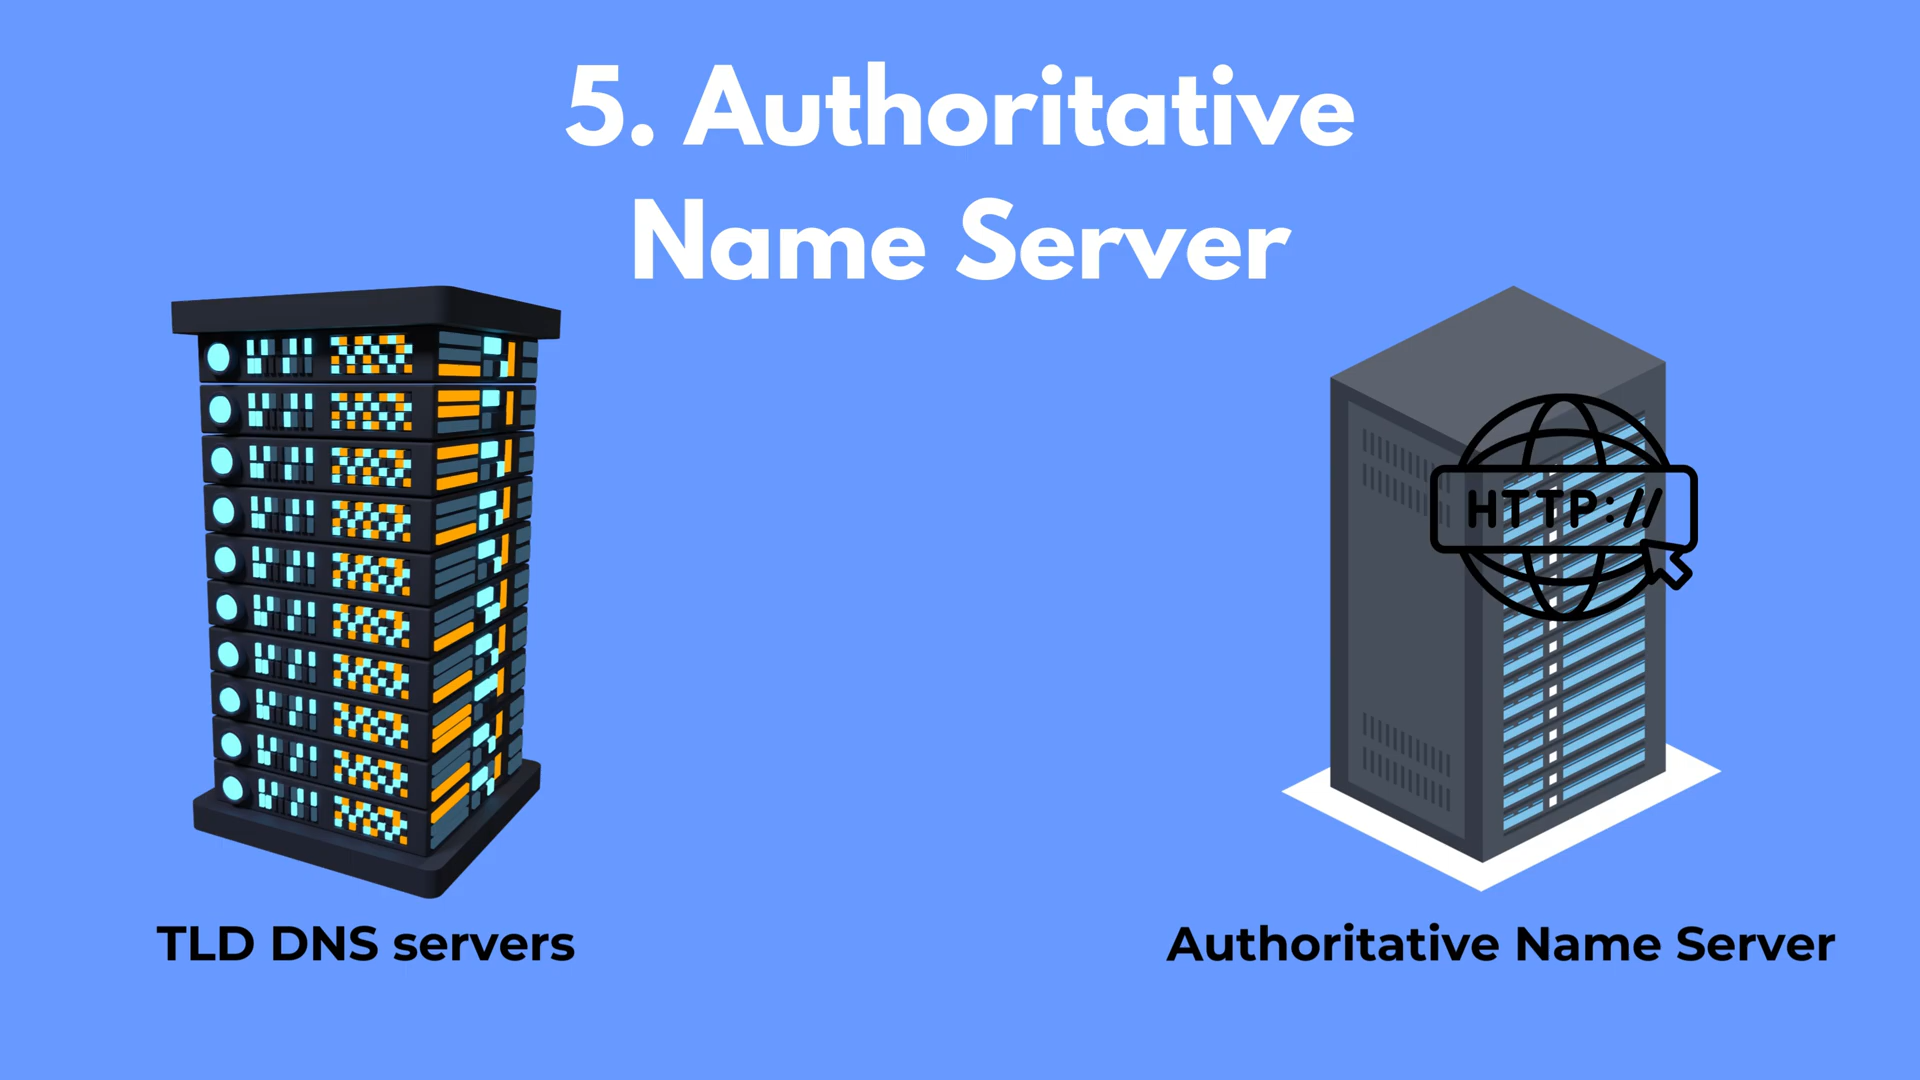 5. Authoritative
Name Server
HTTP://
TLD DNS servers
Authoritative Name Server